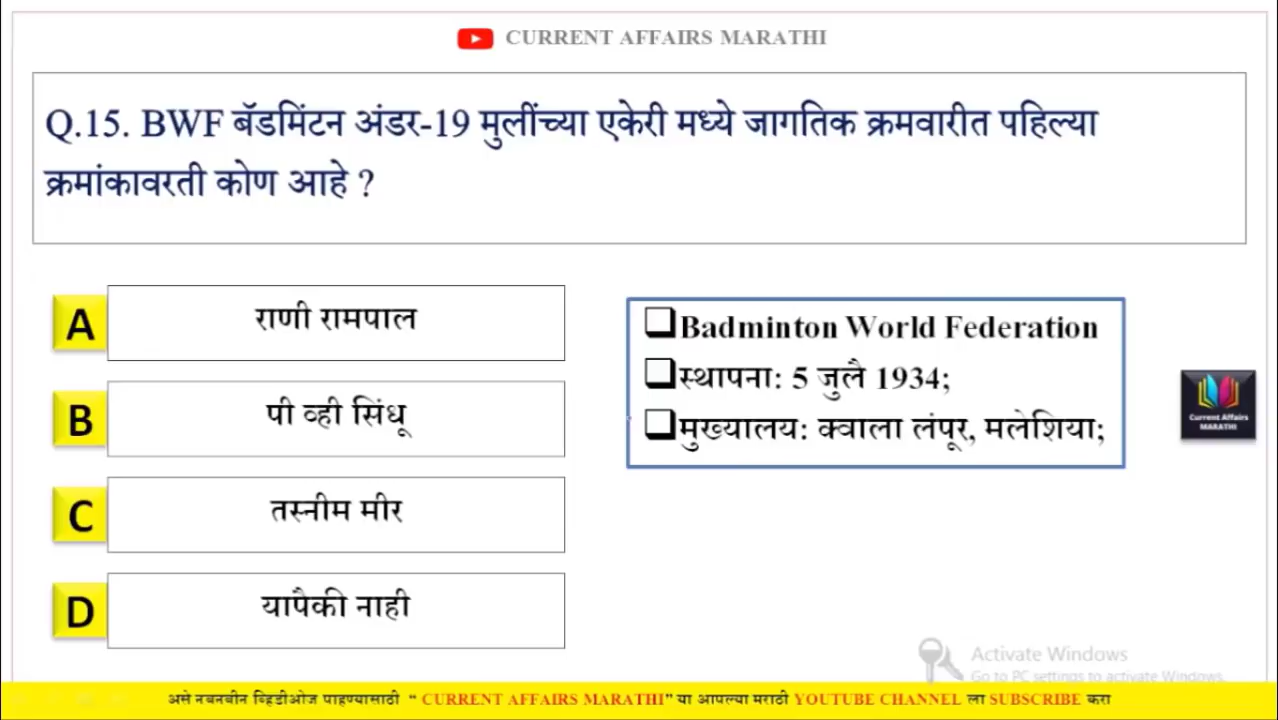 CURRENT AFFAIRS MARATHI
Q.15. BWF बॅडमिंटन अंडर-19 मुलींच्या एकेरी मध्ये जागतिक क्रमवारीत पहिल्या
क्रमांकावरती कोण आहे ?
A राणी रामपाल
B पी व्ही सिंधू
C तस्नीम मीर
D यापैकी नाही
Badminton World Federation
स्थापना: 5 जुलै 1934;
मुख्यालय: क्वाला लंपूर, मलेशिया;
Current Affairs
MARATHI
Activate Windows
Go to PC settings to activate Windows.
असे नवनवीन व्हिडीओज पाहण्यासाठी “ CURRENT AFFAIRS MARATHI” या आपल्या मराठी YOUTUBE CHANNEL ला SUBSCRIBE करा